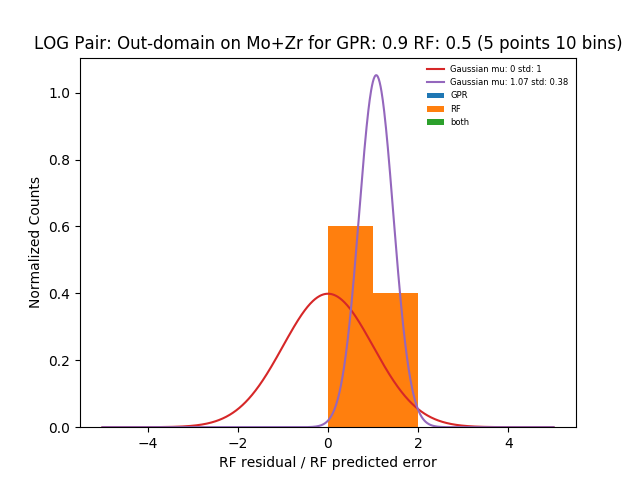 LOG Pair: Out-domain on Mo+Zr for GPR: 0.9 RF: 0.5 (5 points 10 bins)
Gaussian mu: 0 std: 1
Gaussian mu: 1.07 std: 0.38
GPR
RF
both
Normalized Counts
1.0
0.8
0.6
0.4
0.2
0.0
−4 −2 0 2 4
RF residual / RF predicted error